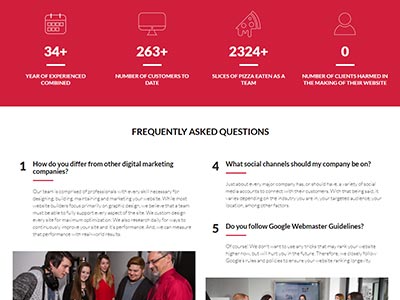 34+
263+
2324+
0
YEAR OF EXPERIENCED
COMBINED
NUMBER OF CUSTOMERS TO
DATE
SLICES OF PIZZA EATEN AS A
TEAM
NUMBER OF CLIENTS HARMED IN
THE MAKING OF THEIR WEBSITE
FREQUENTLY ASKED QUESTIONS
1 How do you differ from other digital marketing
companies?
Our team is comprised of professionals with every skill necessary for
designing, building, maintaining and marketing your website. While most
website builders focus primarily on graphic design, we believe that a team
must be able to fully support every aspect of the site. We custom design
every site for maximum optimization. We also research daily for ways to
continuously improve your site and it's performance. And, we can measure
that performance with real-world results.
4 What social channels should my company be on?
Just about every major company has, or should have, a variety of social
media accounts to connect with their customers. With that being said, it
varies depending on the industry you are in, your targeted audience, your
location, among other factors.
5 Do you follow Google Webmaster Guidelines?
Of course! We don't want to use any tricks that may rank your website
higher now, but will hurt you in the future. Therefore, we closely follow
Google's rules and policies to ensure your website ranking longevity.